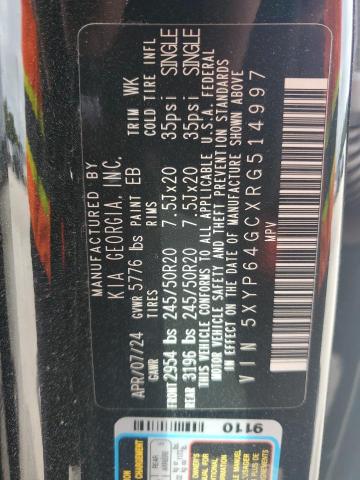 MANUFACTURED BY
KIA GEORGIA, INC.
APR/07/24 GVWR 5776 lbs PAINT EB TRIM WK
GAWR TIRES RIMS COLD TIRE INFL
FRONT 2954 lbs 245/50R20 7.5Jx20 35psi SINGLE
REAR 3196 lbs 245/50R20 7.5Jx20 35psi SINGLE
THIS VEHICLE CONFORMS TO ALL APPLICABLE U.S.A. FEDERAL
MOTOR VEHICLE SAFETY AND THEFT PREVENTION STANDARDS
IN EFFECT ON THE DATE OF MANUFACTURE SHOWN ABOVE
VIN 5XYP64GCXRG514997
MPV
9110
OWNER'S
REAR